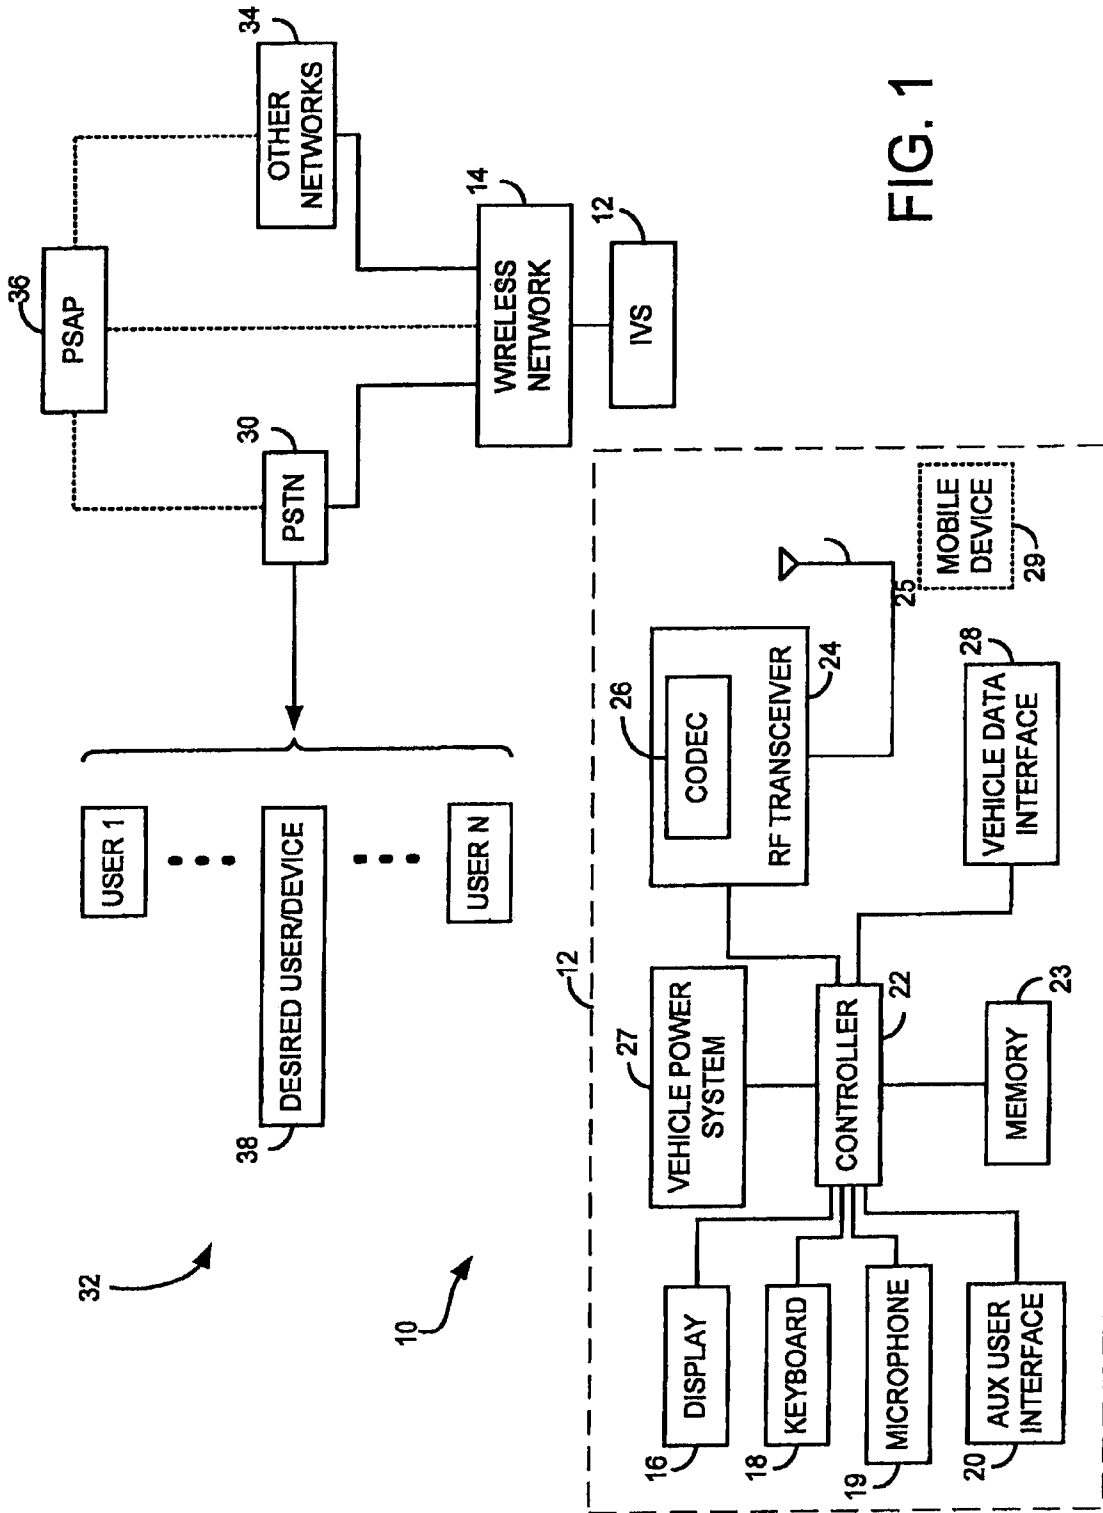 32
10
USER 1
38
DESIRED USER/DEVICE
USER N
36
PSAP
30
PSTN
34
OTHER
NETWORKS
14
WIRELESS
NETWORK
12
IVS
12
16
DISPLAY
18
KEYBOARD
19
MICROPHONE
20
AUX USER
INTERFACE
27
VEHICLE POWER
SYSTEM
CONTROLLER
22
MEMORY
23
26
CODEC
RF TRANSCEIVER
24
25
28
VEHICLE DATA
INTERFACE
MOBILE
DEVICE
29
FIG. 1